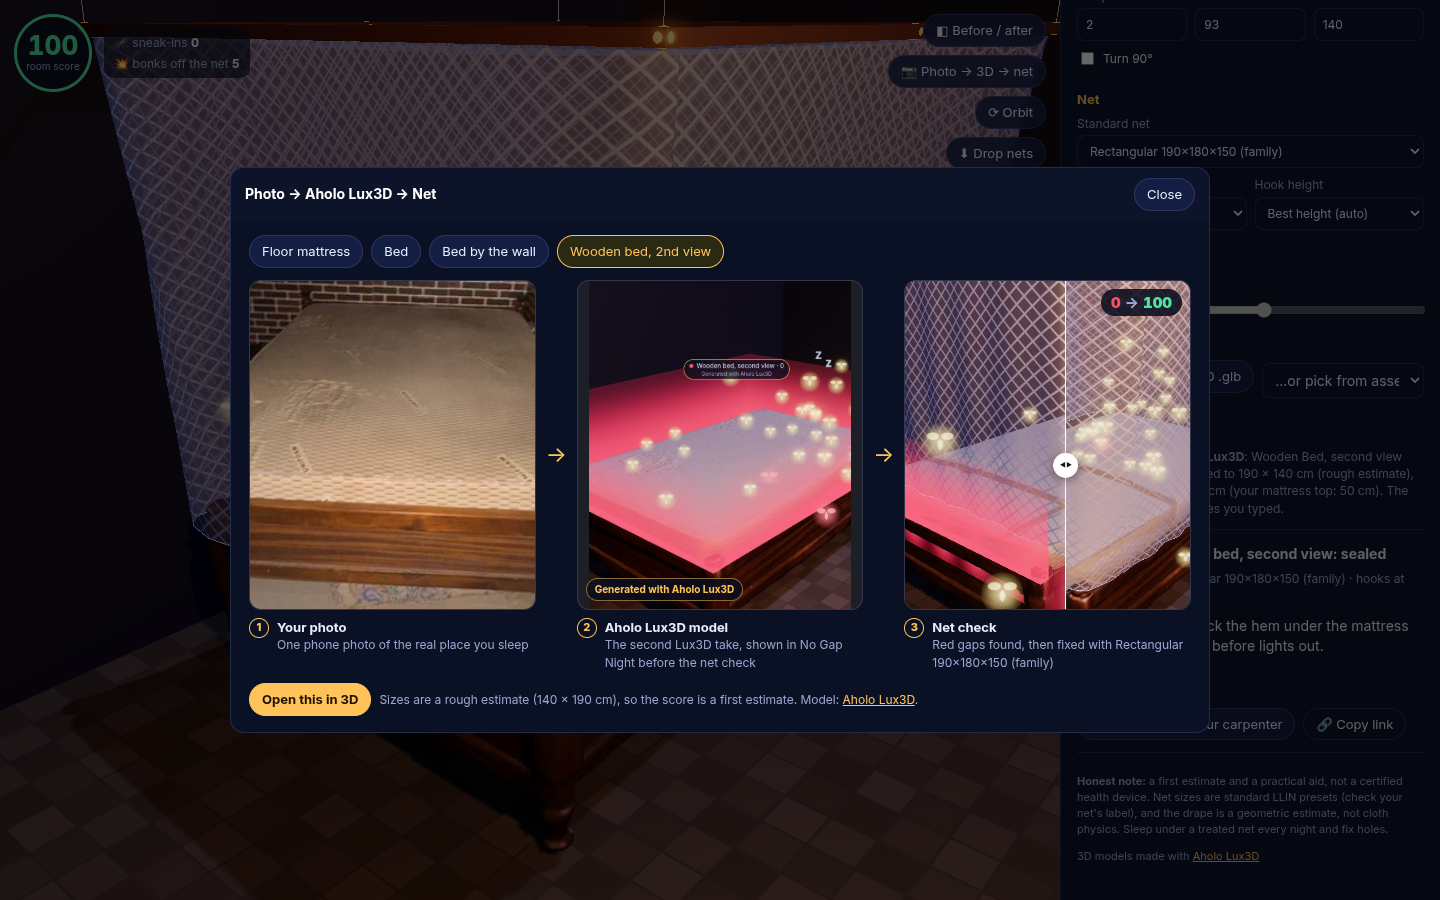 100
room score
sneak-ins 0
bonks off the net 5
Before / after
Photo → 3D → net
Orbit
Drop nets
2
93
140
Turn 90°
Net
Standard net
Rectangular 190×180×150 (family)
Hook height
Best height (auto)
.glb
...or pick from asse
Lux3D: Wooden Bed, second view
ed to 190 × 140 cm (rough estimate),
cm (your mattress top: 50 cm). The
es you typed.
bed, second view: sealed
ar 190×180×150 (family) · hooks at
ck the hem under the mattress
before lights out.
ur carpenter
Copy link
Honest note: a first estimate and a practical aid, not a certified
health device. Net sizes are standard LLIN presets (check your
net's label), and the drape is a geometric estimate, not cloth
physics. Sleep under a treated net every night and fix holes.
3D models made with Aholo Lux3D
Photo → Aholo Lux3D → Net
Close
Floor mattress
Bed
Bed by the wall
Wooden bed, 2nd view
Wooden bed, second view · 0
Generated with Aholo Lux3D
z
z
Generated with Aholo Lux3D
0 → 100
1 Your photo
One phone photo of the real place you sleep
2 Aholo Lux3D model
The second Lux3D take, shown in No Gap
Night before the net check
3 Net check
Red gaps found, then fixed with Rectangular
190×180×150 (family)
Open this in 3D
Sizes are a rough estimate (140 × 190 cm), so the score is a first estimate. Model: Aholo Lux3D.